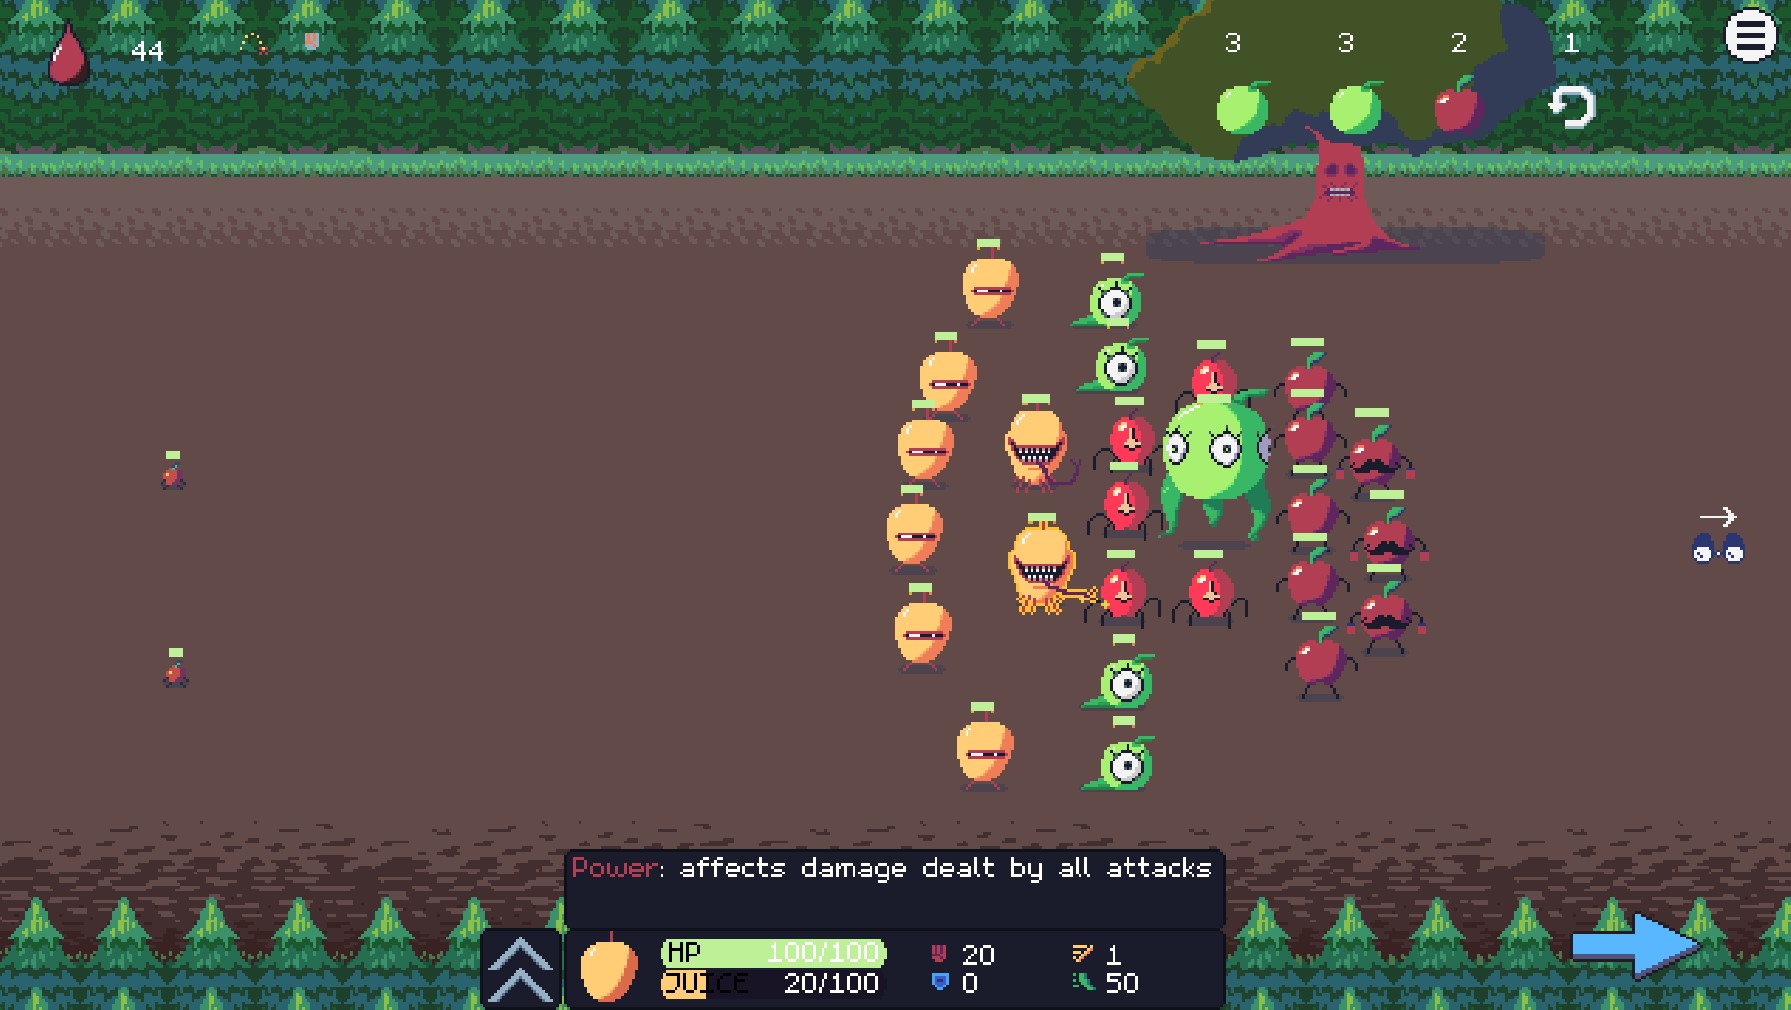 44
3 3 2 1
Power: affects damage dealt by all attacks
HP 100/100 20 1
JUICE 20/100 0 50